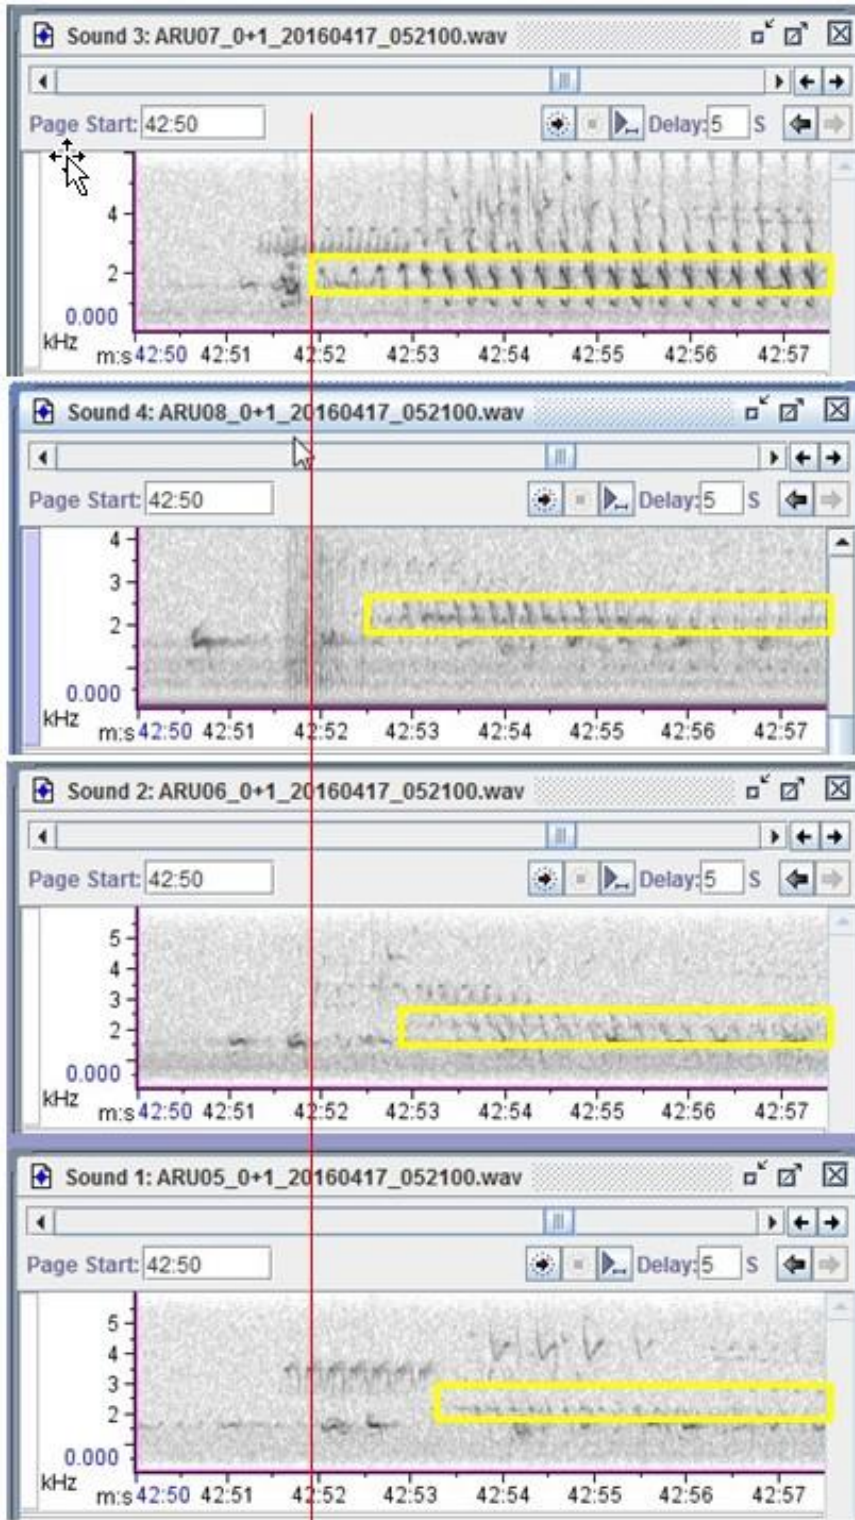 Sound 3: ARU07_0+1_20160417_052100.wav
Page Start: 42:50 Delay: 5 S
4
2
0.000
kHz
m:s 42:50 42:51 42:52 42:53 42:54 42:55 42:56 42:57
Sound 4: ARU08_0+1_20160417_052100.wav
Page Start: 42:50 Delay: 5 S
4
3
2
0.000
kHz
m:s 42:50 42:51 42:52 42:53 42:54 42:55 42:56 42:57
Sound 2: ARU06_0+1_20160417_052100.wav
Page Start: 42:50 Delay: 5 S
5
4
3
2
0.000
kHz
m:s 42:50 42:51 42:52 42:53 42:54 42:55 42:56 42:57
Sound 1: ARU05_0+1_20160417_052100.wav
Page Start: 42:50 Delay: 5 S
5
4
3
2
0.000
kHz
m:s 42:50 42:51 42:52 42:53 42:54 42:55 42:56 42:57